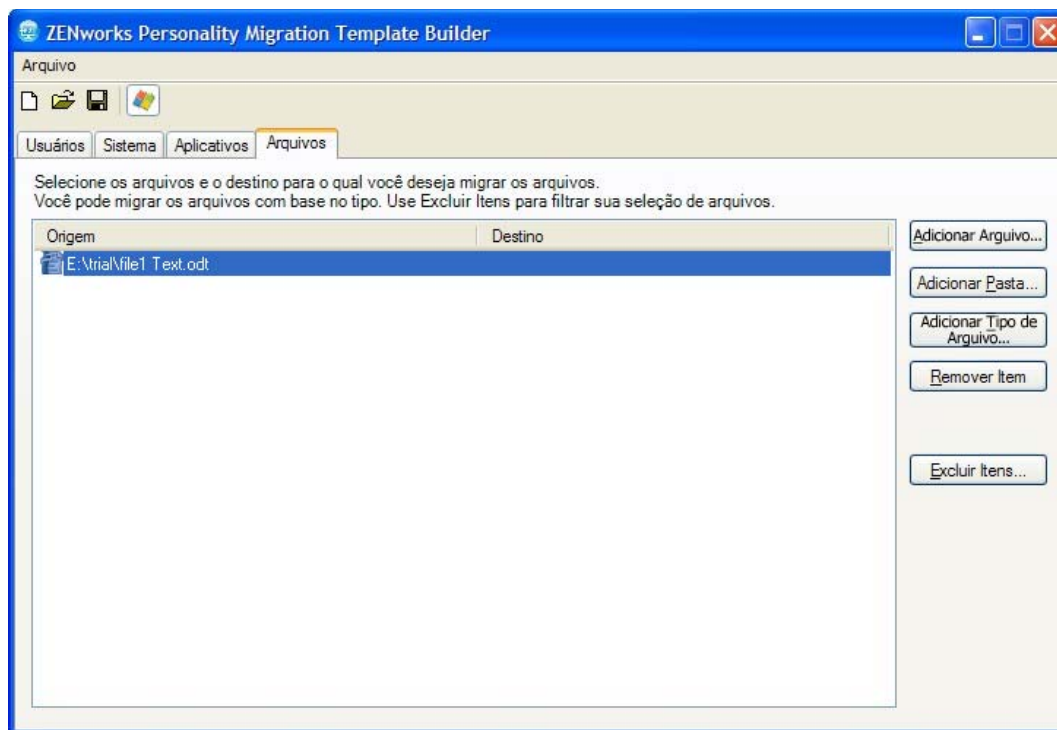 ZENworks Personality Migration Template Builder
Arquivo
Usuários Sistema Aplicativos Arquivos
Selecione os arquivos e o destino para o qual você deseja migrar os arquivos.
Você pode migrar os arquivos com base no tipo. Use Excluir Itens para filtrar sua seleção de arquivos.
Origem Destino
E:\trial\file1 Text.odt
Adicionar Arquivo...
Adicionar Pasta...
Adicionar Tipo de
Arquivo...
Remover Item
Excluir Itens...